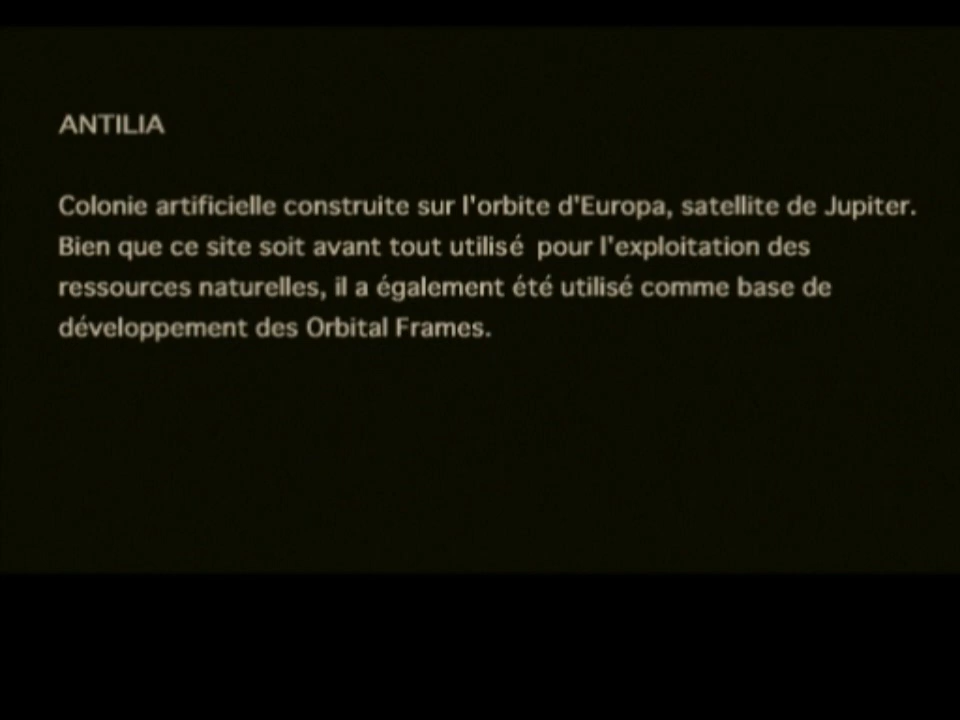 ANTILIA
Colonie artificielle construite sur l'orbite d'Europa, satellite de Jupiter.
Bien que ce site soit avant tout utilisé pour l'exploitation des
ressources naturelles, il a également été utilisé comme base de
développement des Orbital Frames.